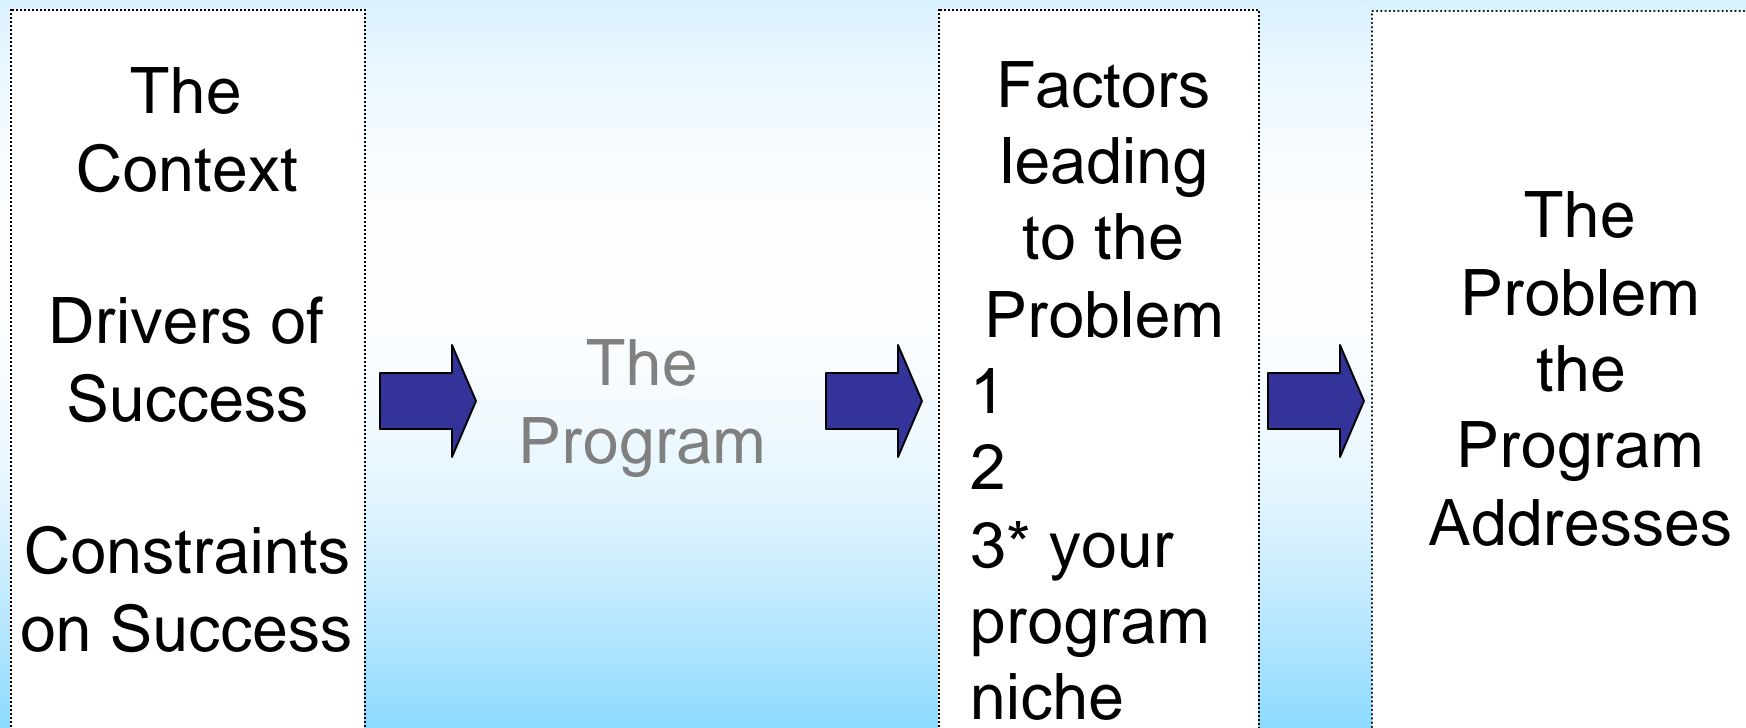 The
Context
Drivers of
Success
Constraints
on Success
The
Program
Factors
leading
to the
Problem
1
2
3* your
program
niche
The
Problem
the
Program
Addresses